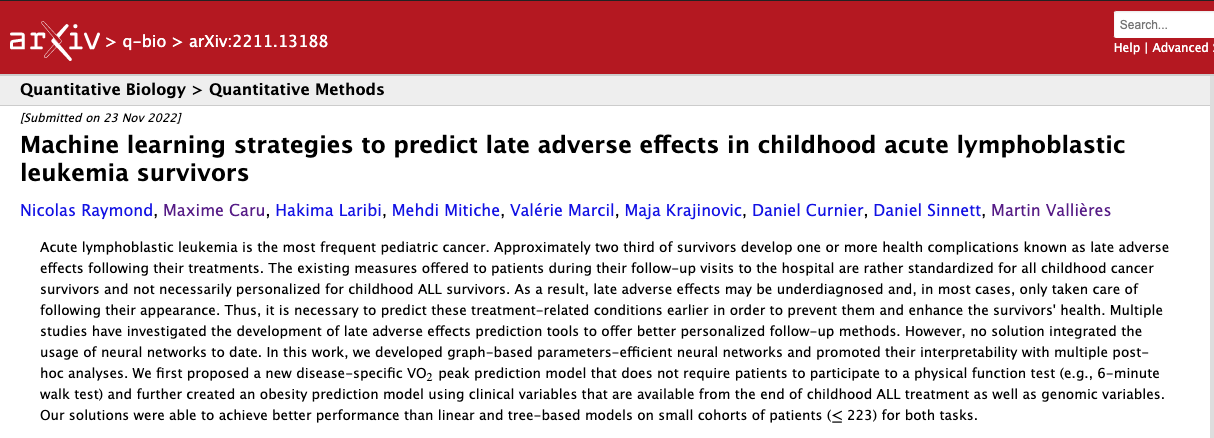 arXiv > q-bio > arXiv:2211.13188
Search...
Help | Advanced
Quantitative Biology > Quantitative Methods
[Submitted on 23 Nov 2022]
Machine learning strategies to predict late adverse effects in childhood acute lymphoblastic
leukemia survivors
Nicolas Raymond, Maxime Caru, Hakima Laribi, Mehdi Mitiche, Valérie Marcil, Maja Krajinovic, Daniel Curnier, Daniel Sinnett, Martin Vallières
Acute lymphoblastic leukemia is the most frequent pediatric cancer. Approximately two third of survivors develop one or more health complications known as late adverse
effects following their treatments. The existing measures offered to patients during their follow-up visits to the hospital are rather standardized for all childhood cancer
survivors and not necessarily personalized for childhood ALL survivors. As a result, late adverse effects may be underdiagnosed and, in most cases, only taken care of
following their appearance. Thus, it is necessary to predict these treatment-related conditions earlier in order to prevent them and enhance the survivors' health. Multiple
studies have investigated the development of late adverse effects prediction tools to offer better personalized follow-up methods. However, no solution integrated the
usage of neural networks to date. In this work, we developed graph-based parameters-efficient neural networks and promoted their interpretability with multiple post-
hoc analyses. We first proposed a new disease-specific VO₂ peak prediction model that does not require patients to participate to a physical function test (e.g., 6-minute
walk test) and further created an obesity prediction model using clinical variables that are available from the end of childhood ALL treatment as well as genomic variables.
Our solutions were able to achieve better performance than linear and tree-based models on small cohorts of patients (≤ 223) for both tasks.